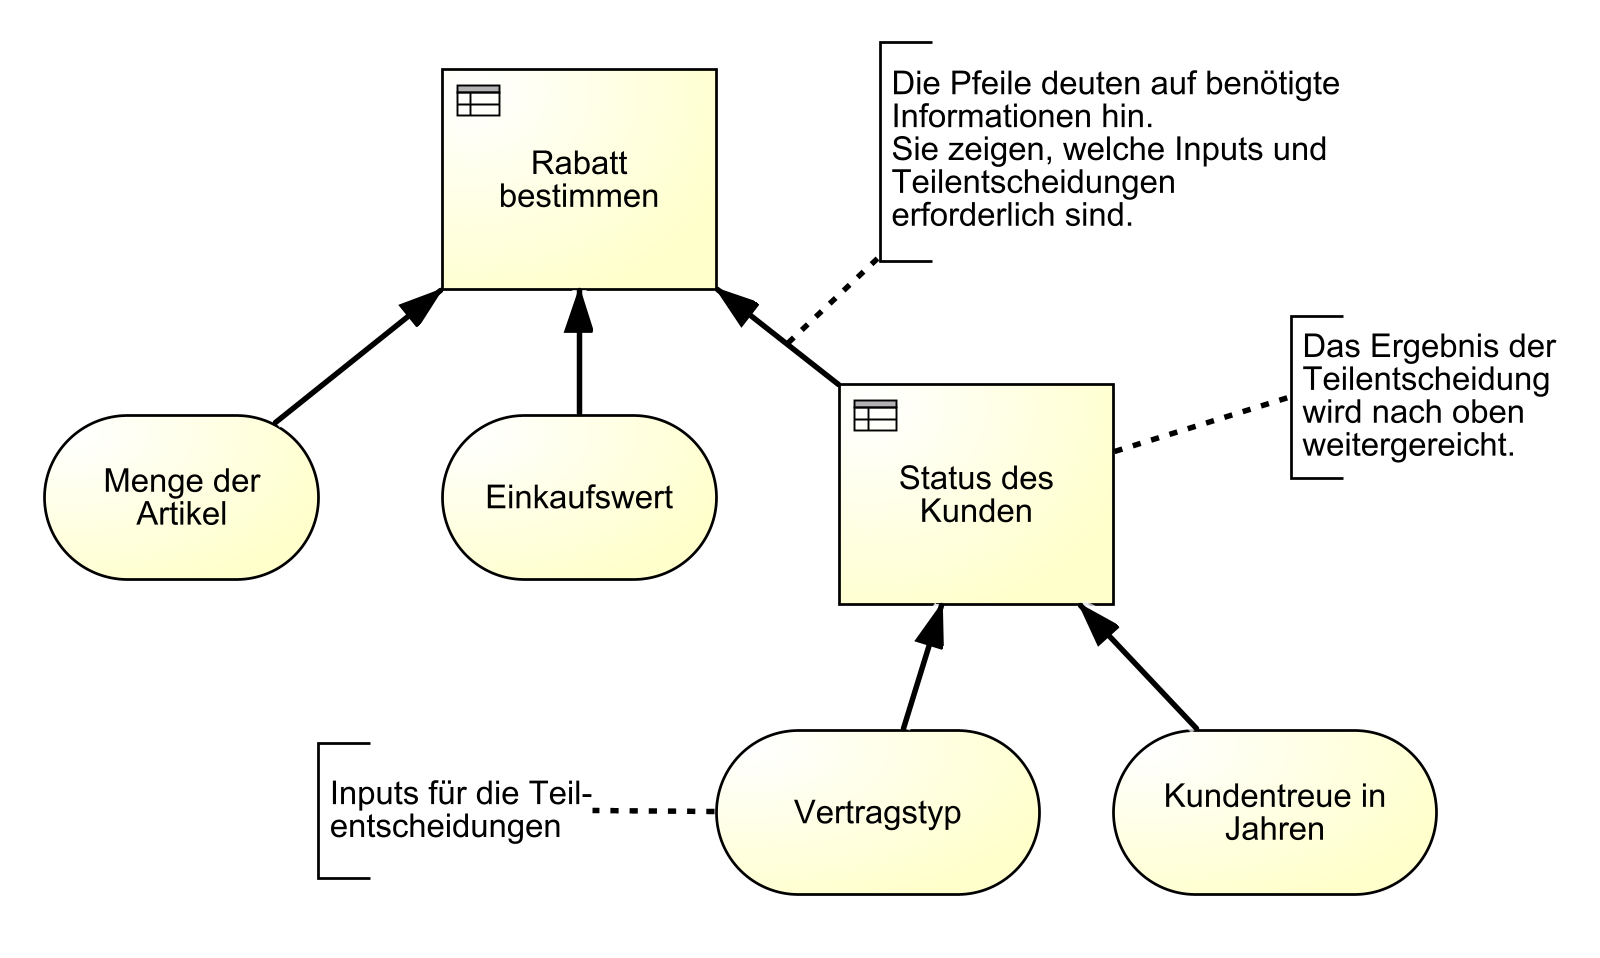 Rabatt
bestimmen
Die Pfeile deuten auf benötigte
Informationen hin.
Sie zeigen, welche Inputs und
Teilentscheidungen
erforderlich sind.
Das Ergebnis der
Teilentscheidung
wird nach oben
weitergereicht.
Menge der
Artikel
Einkaufswert
Status des
Kunden
Inputs für die Teil-
entscheidungen
Vertragstyp
Kundentreue in
Jahren